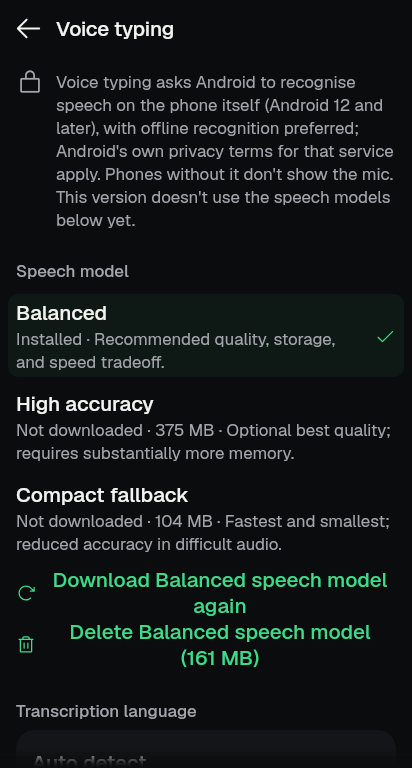 Voice typing
Voice typing asks Android to recognise
speech on the phone itself (Android 12 and
later), with offline recognition preferred;
Android's own privacy terms for that service
apply. Phones without it don't show the mic.
This version doesn't use the speech models
below yet.
Speech model
Balanced
Installed · Recommended quality, storage,
and speed tradeoff.
High accuracy
Not downloaded · 375 MB · Optional best quality;
requires substantially more memory.
Compact fallback
Not downloaded · 104 MB · Fastest and smallest;
reduced accuracy in difficult audio.
Download Balanced speech model
again
Delete Balanced speech model
(161 MB)
Transcription language
Auto detect